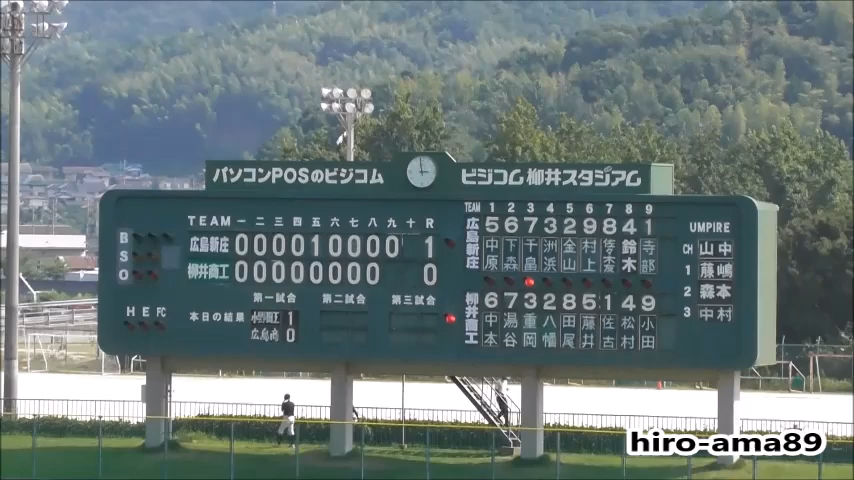 パソコンPOSのビジコム
ビジコム柳井スタジアム
TEAM 一 二 三 四 五 六 七 八 九 十 R
広島新庄 0 0 0 0 1 0 0 0 0 1
柳井商工 0 0 0 0 0 0 0 0 0
B
S
O
H E FC
第一試合 第二試合 第三試合
本日の結果
1
広島商 0
TEAM 1 2 3 4 5 6 7 8 9
広島新庄 5 6 7 3 2 9 8 4 1
中原 下森 千畠 洲浜 金山 村上 鈴木 寺部
柳井商工 6 7 3 2 8 5 1 4 9
中本 湯谷 重岡 八幡 田尾 藤井 佐古 松村 小田
UMPIRE
CH 山中
1 藤嶋
2 森本
3 中村
hiro-ama89